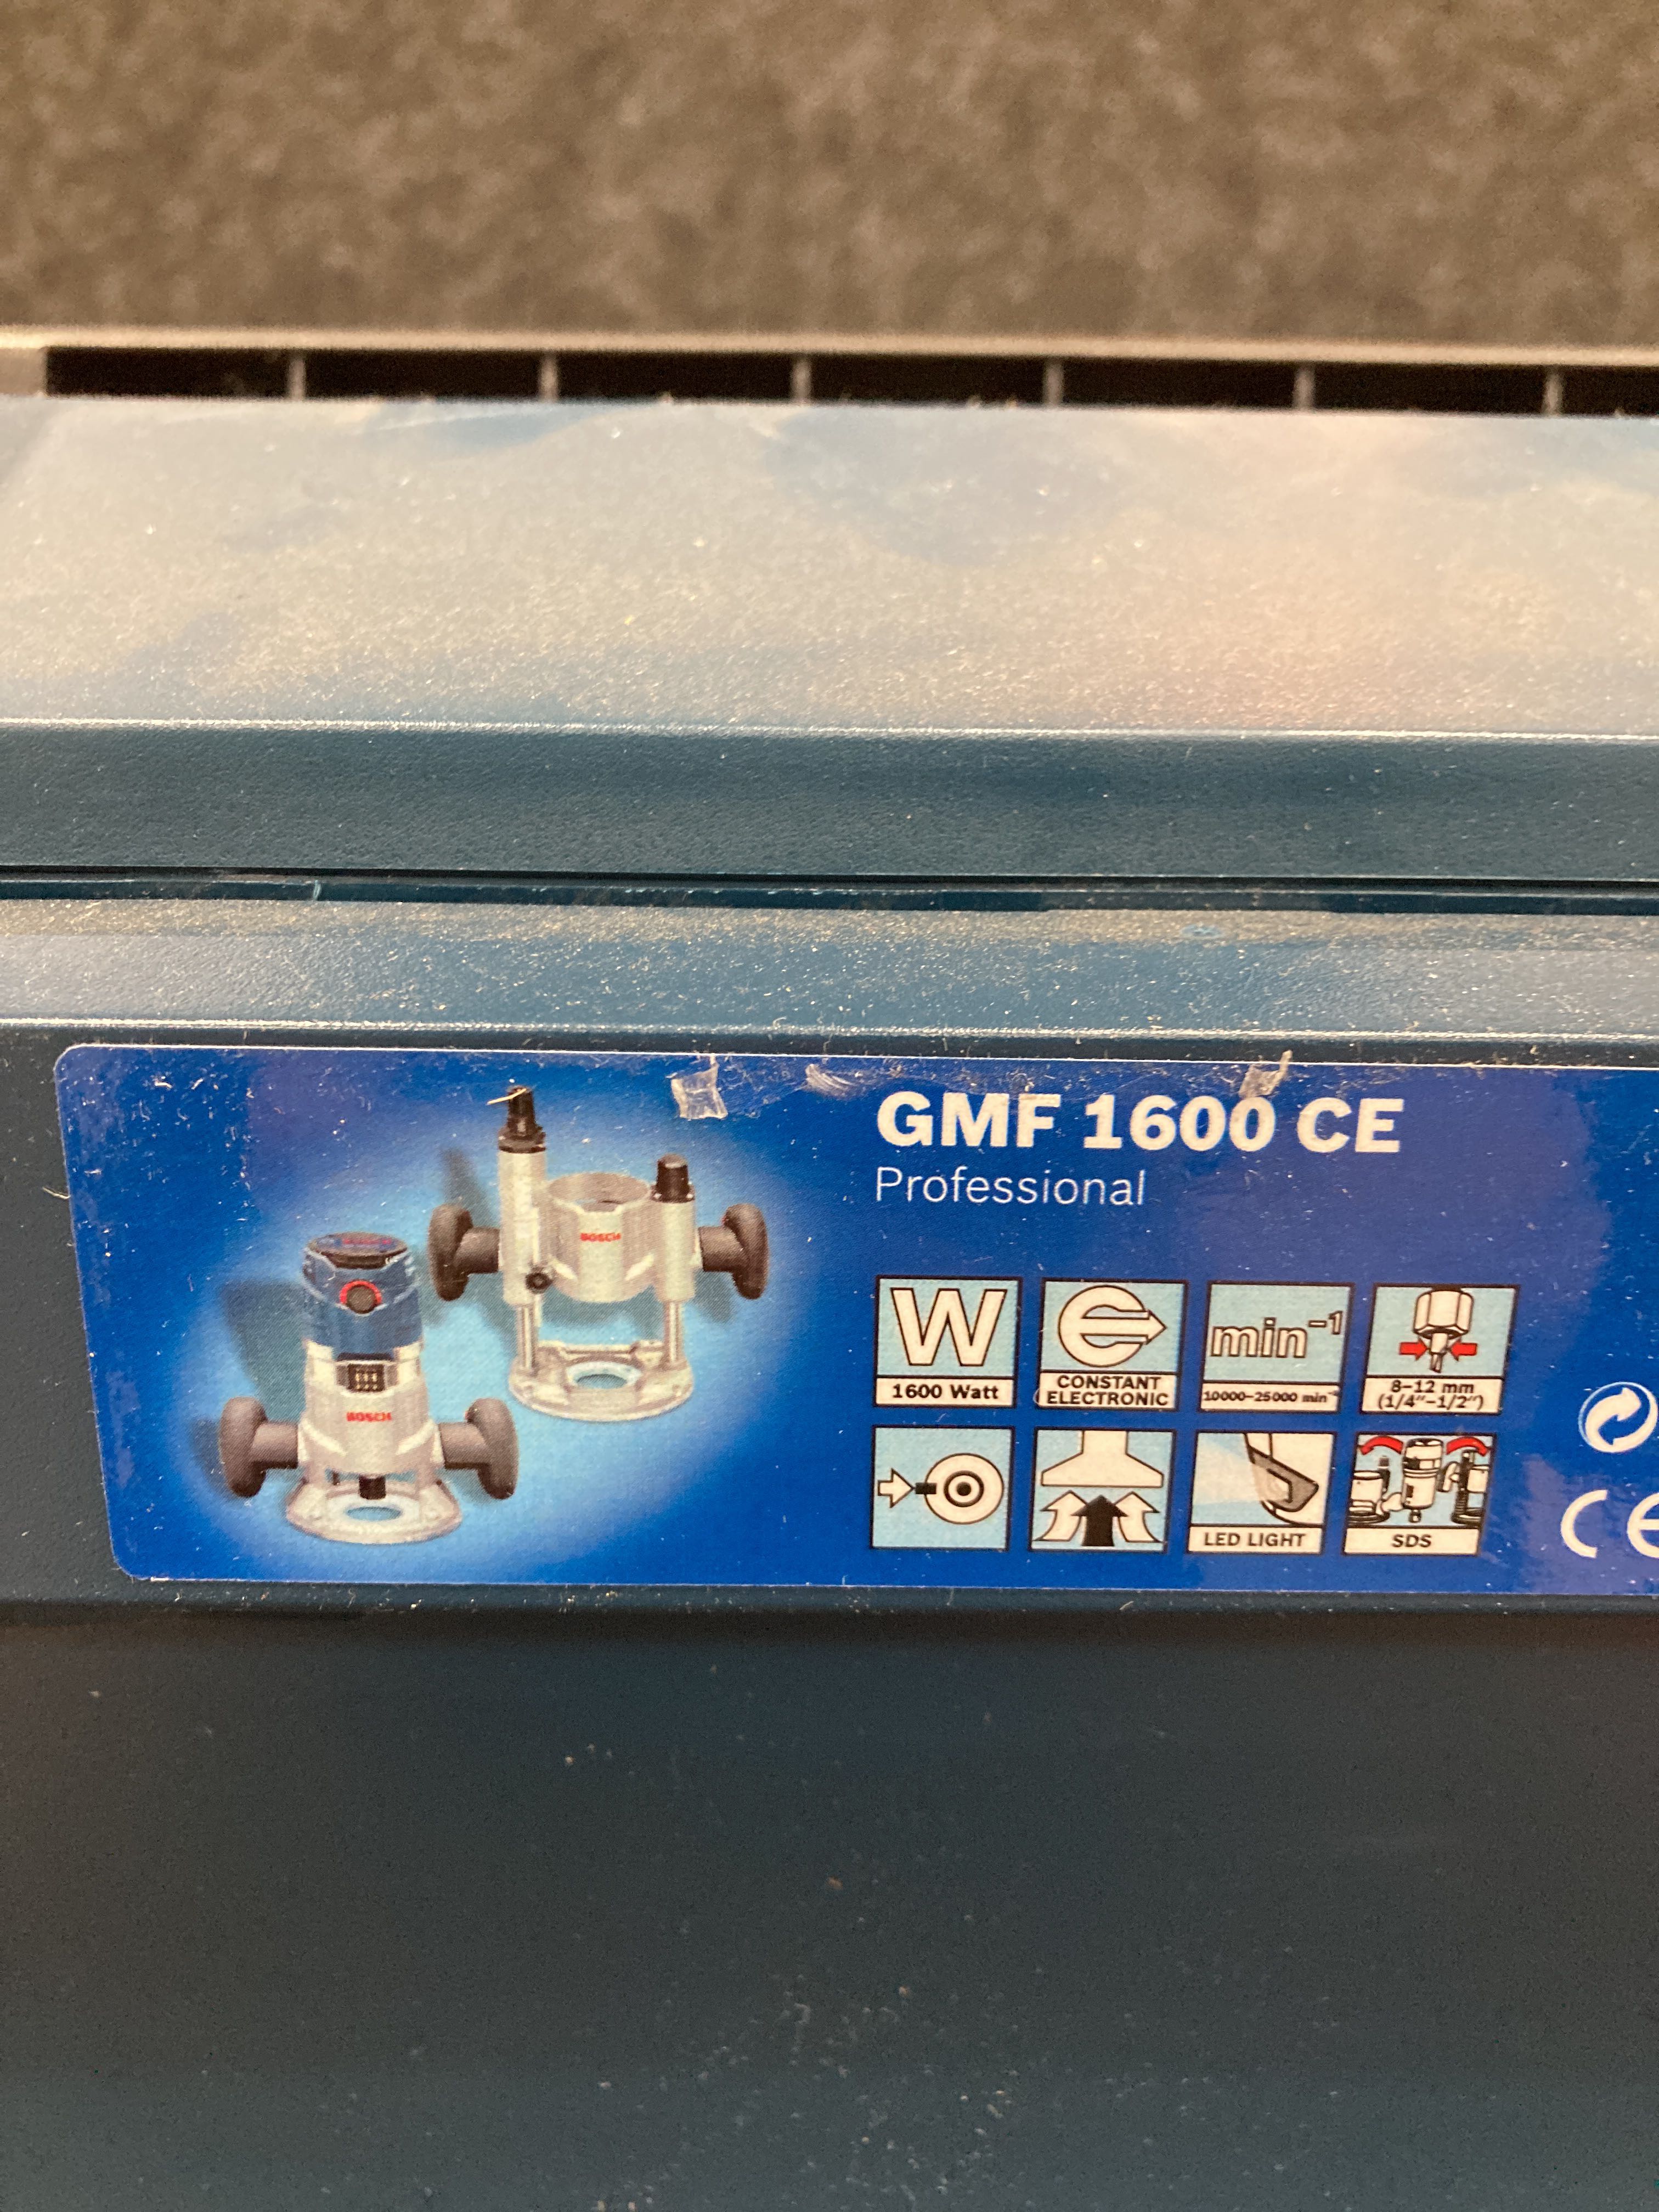 GMF 1600 CE
Professional
BOSCH
BOSCH
W
1600 Watt
CONSTANT
ELECTRONIC
min⁻¹
10000-25000 min⁻¹
8-12 mm
(1/4"-1/2")
LED LIGHT
SDS
CE